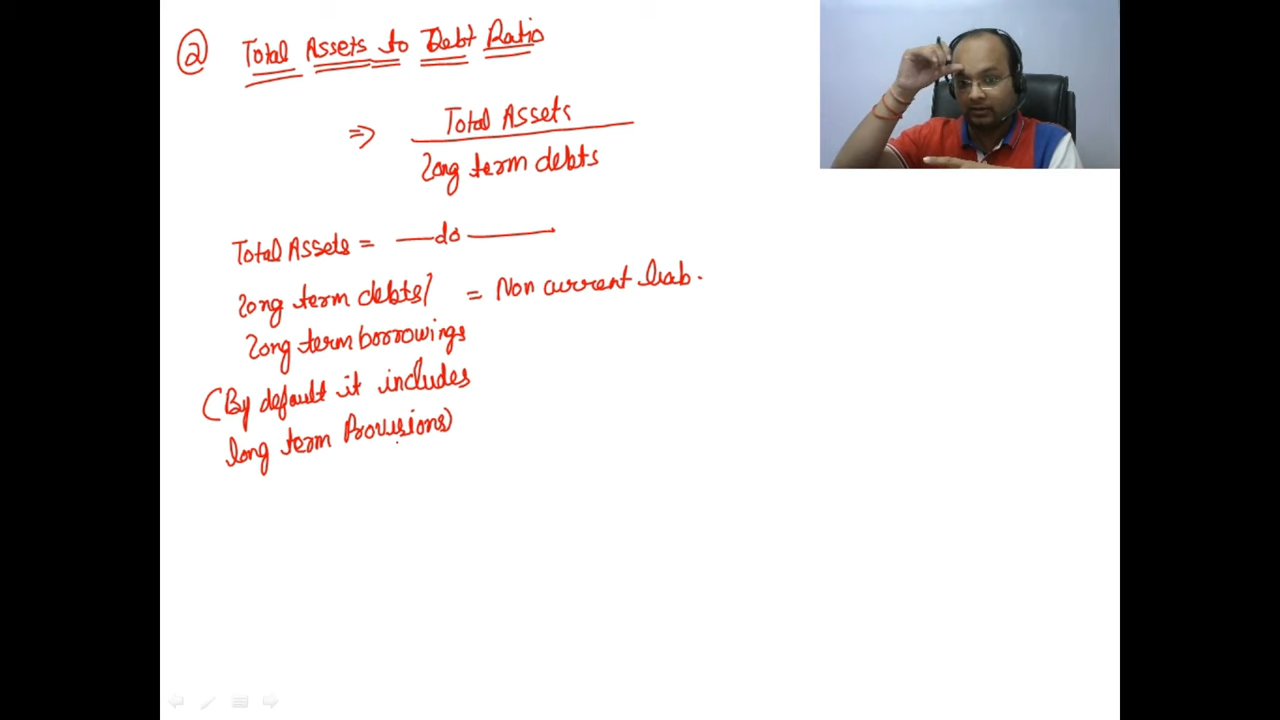 ② Total Assets to Debt Ratio
=> Total Assets
Long term debts
Total Assets = —do—
Long term debts/ = Non current liab.
Long term borrowings
(By default it includes
long term Provisions)